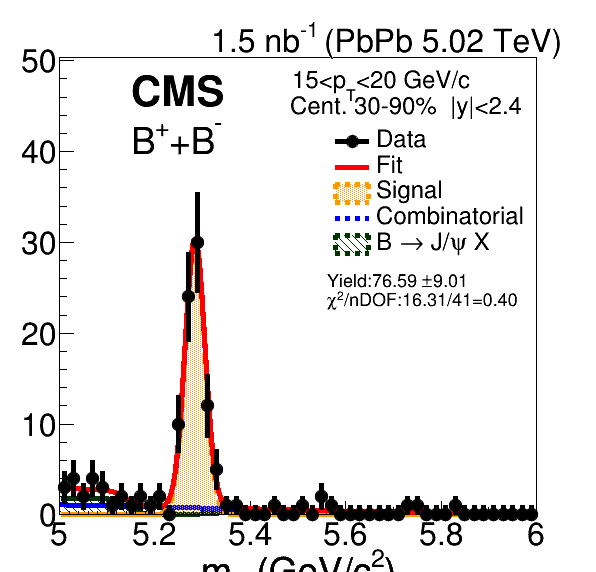 1.5 nb⁻¹ (PbPb 5.02 TeV)
CMS
B⁺+B⁻
15<p_T<20 GeV/c
Cent. 30-90% |y|<2.4
Data
Fit
Signal
Combinatorial
B → J/ψ X
Yield:76.59 ±9.01
χ²/nDOF:16.31/41=0.40
50
40
30
20
10
0
5 5.2 5.4 5.6 5.8 6
(GeV/c²)